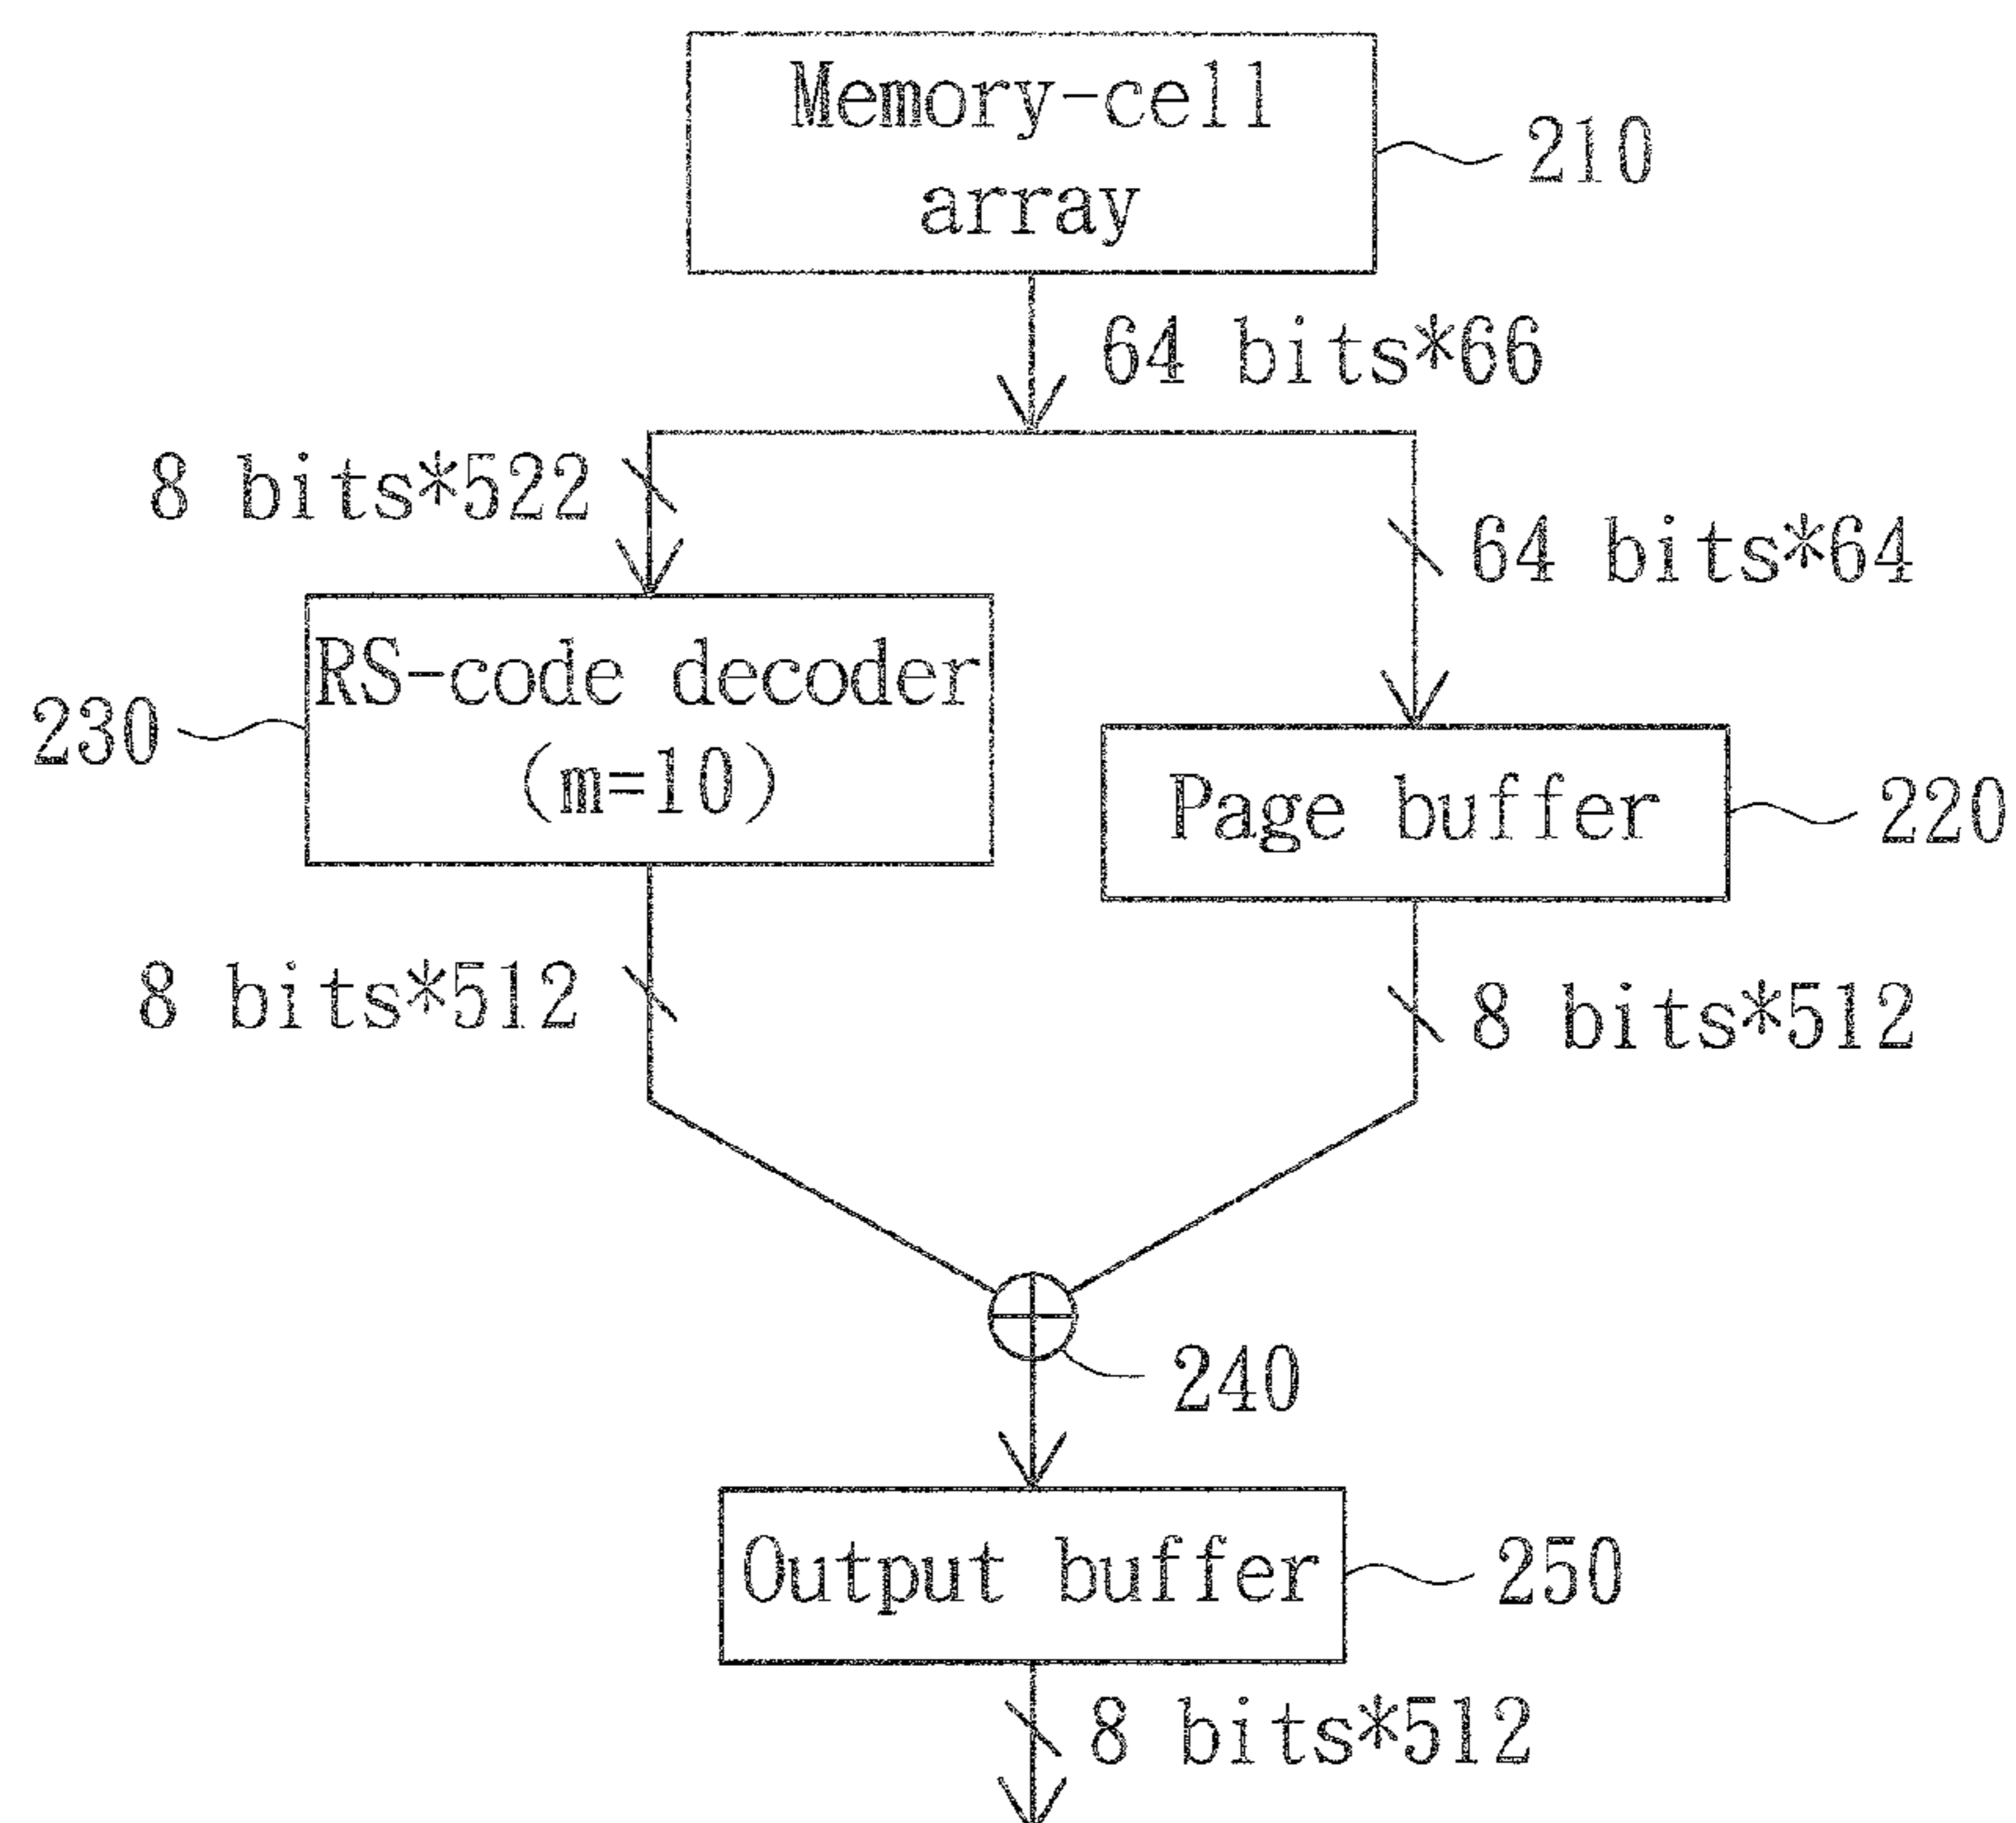 Memory-cell
array
210
64 bits*66
8 bits*522
64 bits*64
RS-code decoder
(m=10)
230
Page buffer
220
8 bits*512
8 bits*512
240
Output buffer
250
8 bits*512